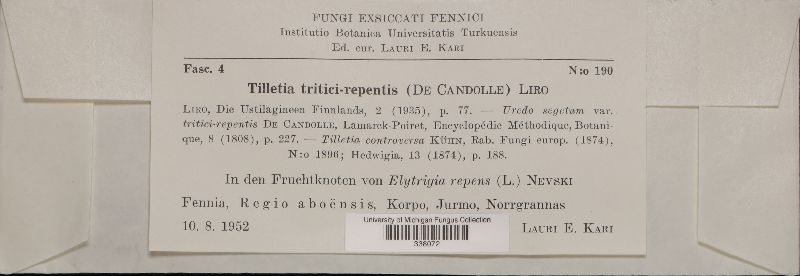 FUNGI EXSICCATI FENNICI
Institutio Botanica Universitatis Turkuensis
Ed. cur. LAURI E. KARI
Fasc. 4 N:o 190
Tilletia tritici-repentis (DE CANDOLLE) LIRO
LIRO, Die Ustilagineen Finnlands, 2 (1935), p. 77. — Uredo segetum var.
tritici-repentis DE CANDOLLE, Lamarck-Poiret, Encyclopédie Méthodique, Botani-
que, 8 (1808), p. 227. — Tilletia controversa KÜHN, Rab. Fungi europ. (1874),
N:o 1896; Hedwigia, 13 (1874), p. 188.
In den Fruchtknoten von Elytrigia repens (L.) NEVSKI
Fennia, Regio aboënsis, Korpo, Jurmo, Norrgrannas
10. 8. 1952 LAURI E. KARI
University of Michigan Fungus Collection
338072